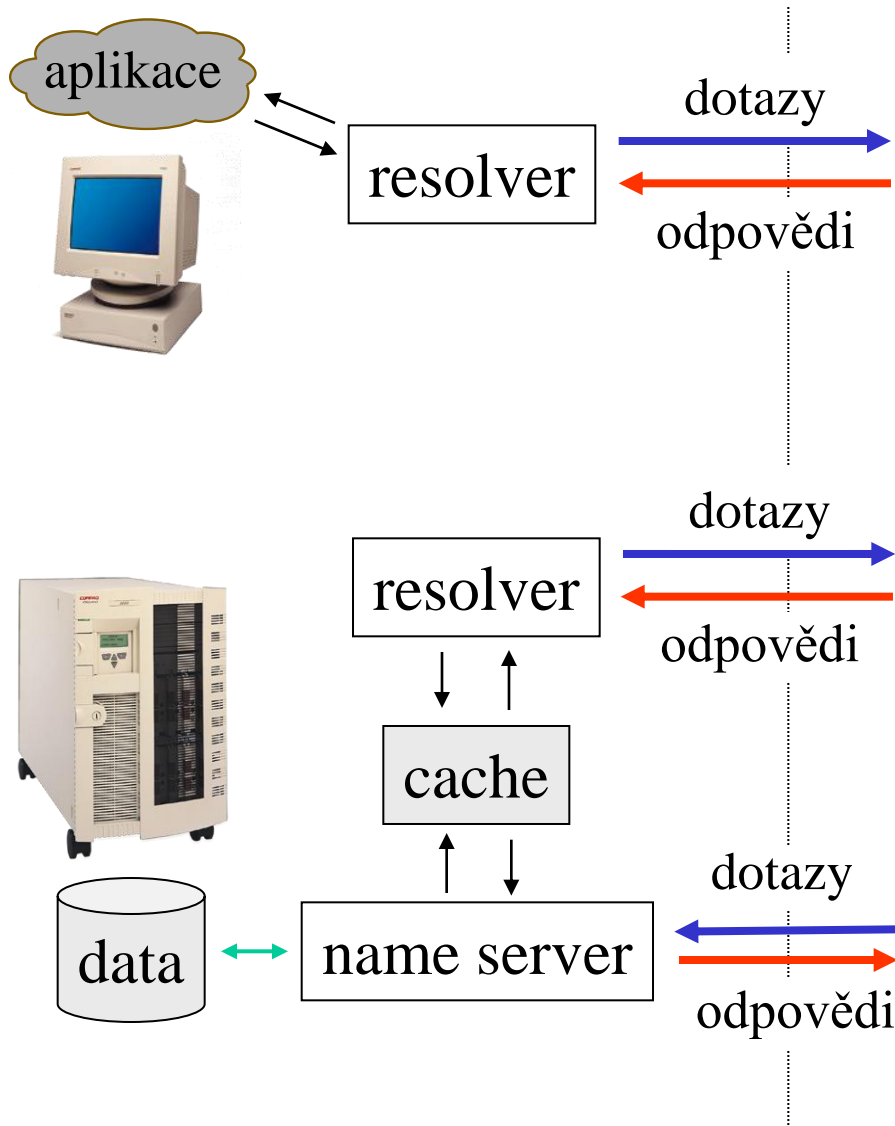 aplikace
dotazy
resolver
odpovědi
dotazy
resolver
odpovědi
cache
dotazy
data
name server
odpovědi